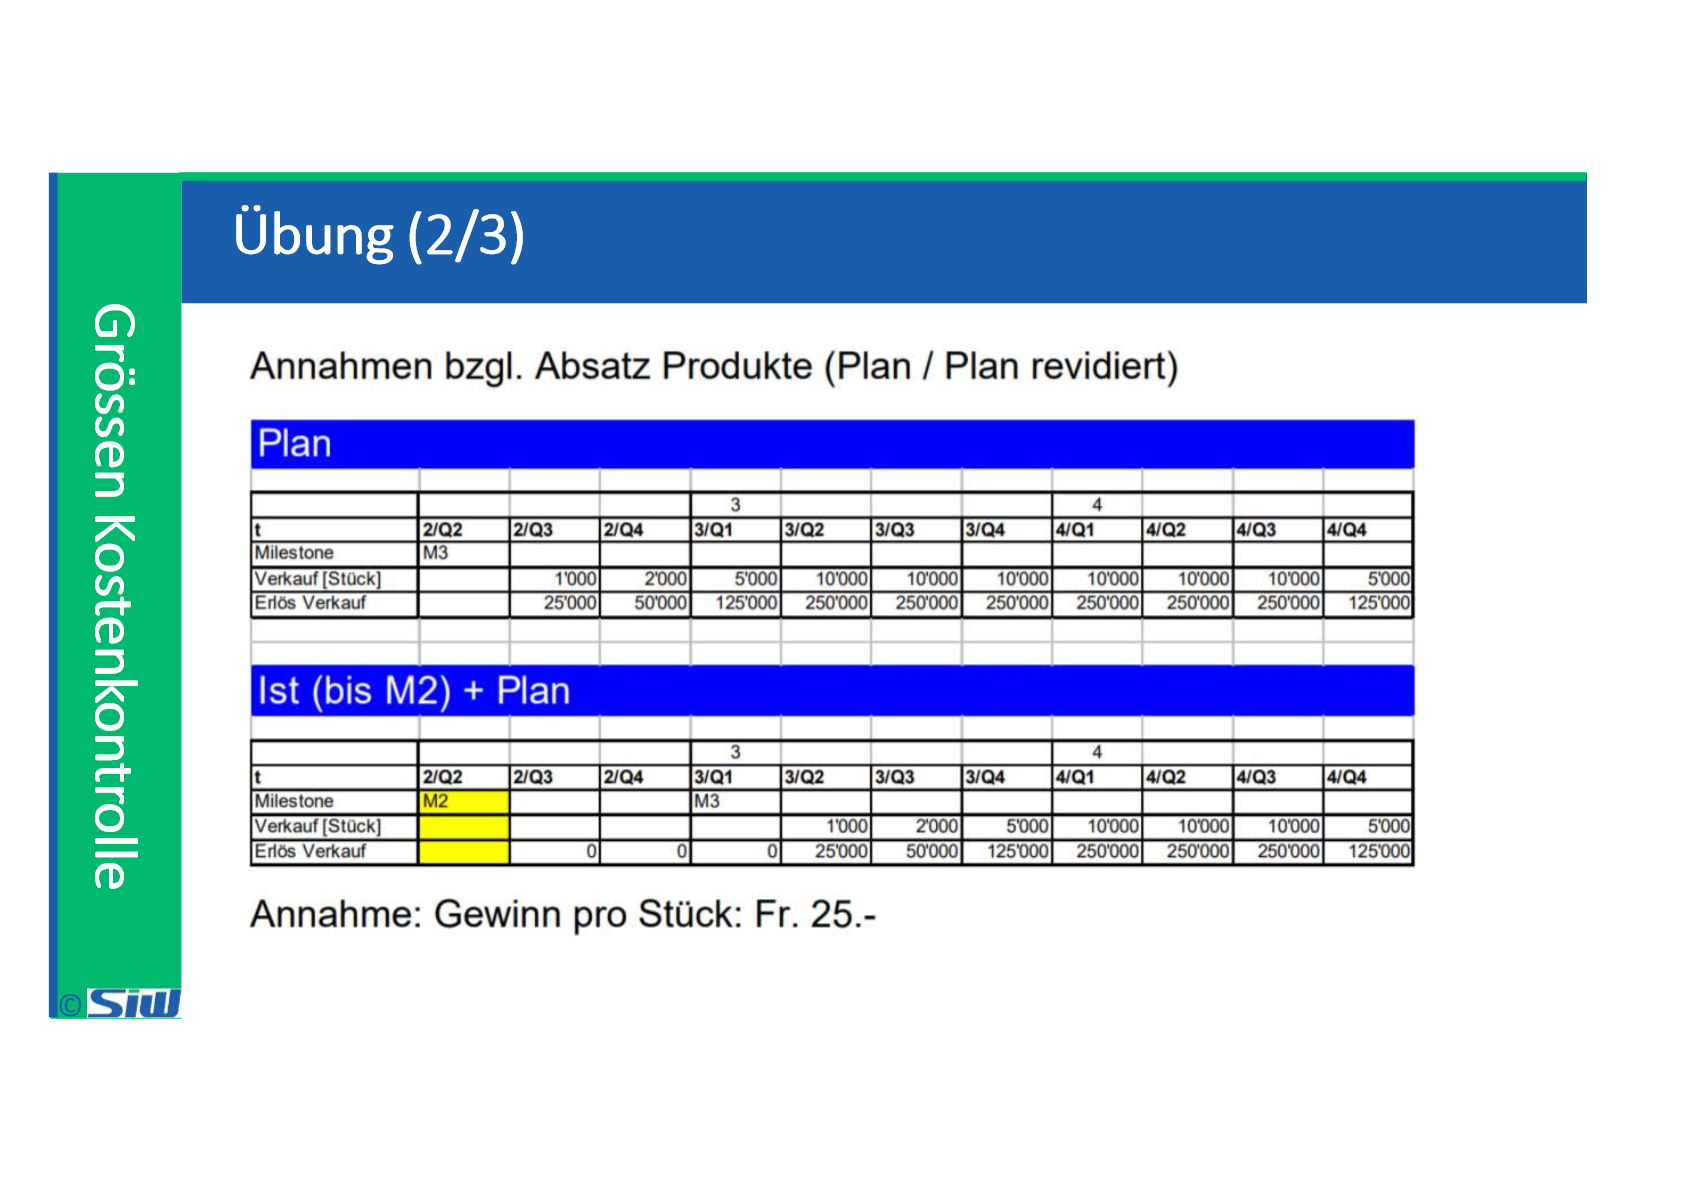 Übung (2/3)
Grössen Kostenkontrolle
Annahmen bzgl. Absatz Produkte (Plan / Plan revidiert)
Plan
3 4
t 2/Q2 2/Q3 2/Q4 3/Q1 3/Q2 3/Q3 3/Q4 4/Q1 4/Q2 4/Q3 4/Q4
Milestone M3
Verkauf [Stück] 1'000 2'000 5'000 10'000 10'000 10'000 10'000 10'000 10'000 5'000
Erlös Verkauf 25'000 50'000 125'000 250'000 250'000 250'000 250'000 250'000 250'000 125'000
Ist (bis M2) + Plan
3 4
t 2/Q2 2/Q3 2/Q4 3/Q1 3/Q2 3/Q3 3/Q4 4/Q1 4/Q2 4/Q3 4/Q4
Milestone M2 M3
Verkauf [Stück] 1'000 2'000 5'000 10'000 10'000 10'000 5'000
Erlös Verkauf 0 0 0 25'000 50'000 125'000 250'000 250'000 250'000 125'000
Annahme: Gewinn pro Stück: Fr. 25.-
© SIW